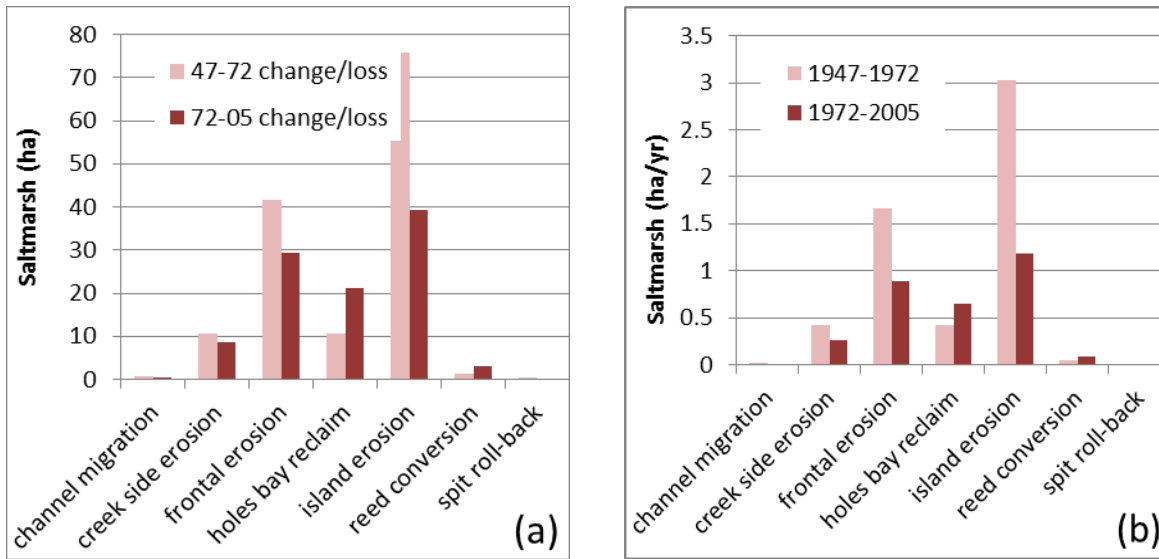 80
70
60
50
40
30
20
10
0
Saltmarsh (ha)
47-72 change/loss
72-05 change/loss
channel migration
creek side erosion
frontal erosion
holes bay reclaim
island erosion
reed conversion
spit roll-back
(a)
3.5
3
2.5
2
1.5
1
0.5
0
Saltmarsh (ha/yr)
1947-1972
1972-2005
channel migration
creek side erosion
frontal erosion
holes bay reclaim
island erosion
reed conversion
spit roll-back
(b)